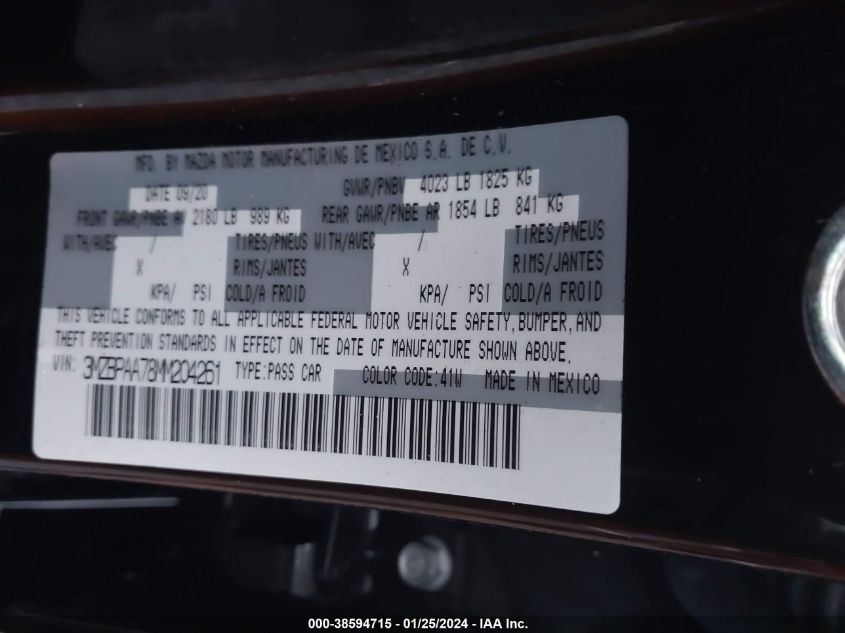 MFD. BY MAZDA MOTOR MANUFACTURING DE MEXICO S.A. DE C.V.
DATE 09/20 GVWR/PNBV 4023 LB 1825 KG
FRONT GAWR/PNBE AV 2180 LB 989 KG REAR GAWR/PNBE AR 1854 LB 841 KG
WITH/AVEC / TIRES/PNEUS WITH/AVEC / TIRES/PNEUS
X RIMS/JANTES X RIMS/JANTES
KPA/ PSI COLD/A FROID KPA/ PSI COLD/A FROID
THIS VEHICLE CONFORMS TO ALL APPLICABLE FEDERAL MOTOR VEHICLE SAFETY, BUMPER, AND
THEFT PREVENTION STANDARDS IN EFFECT ON THE DATE OF MANUFACTURE SHOWN ABOVE.
VIN: 3MZBPAA78MM204261 TYPE:PASS CAR COLOR CODE:41W MADE IN MEXICO
000-38594715 - 01/25/2024 - IAA Inc.